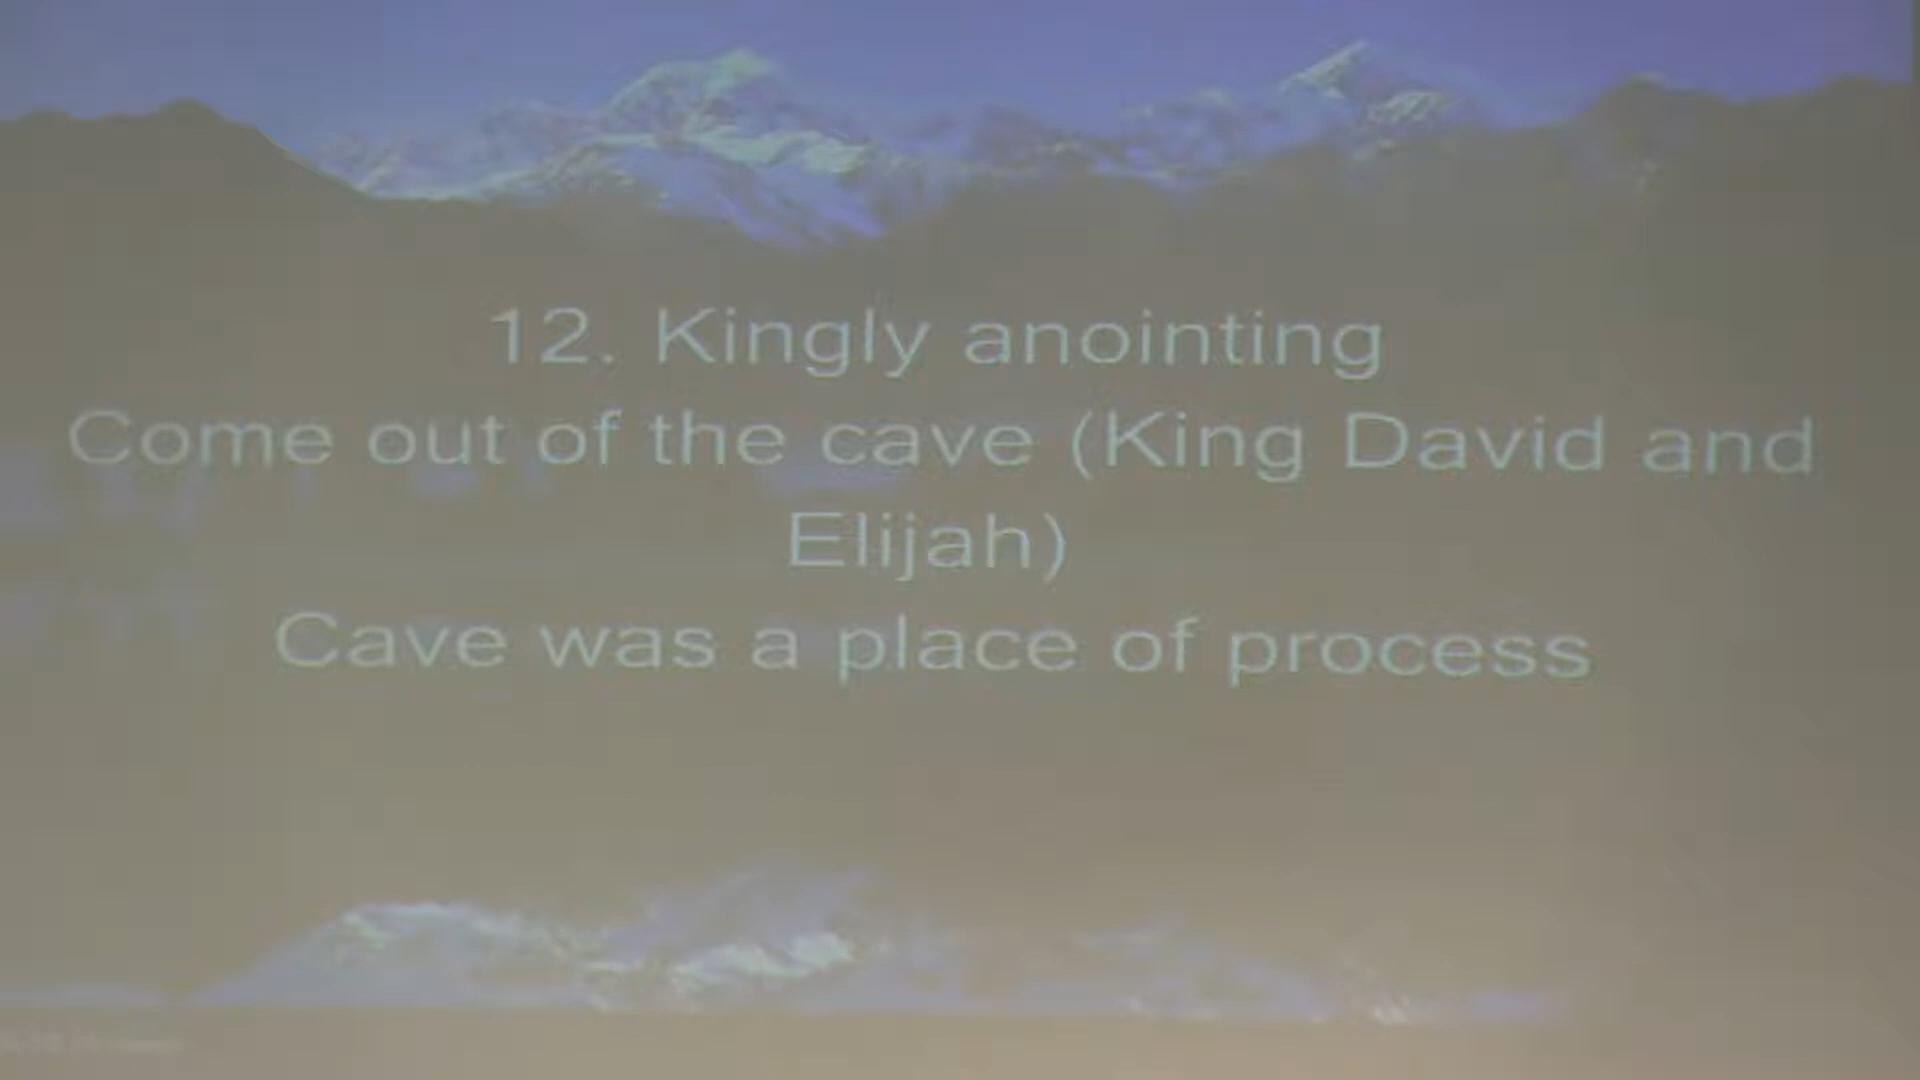 12. Kingly anointing
Come out of the cave (King David and
Elijah)
Cave was a place of process